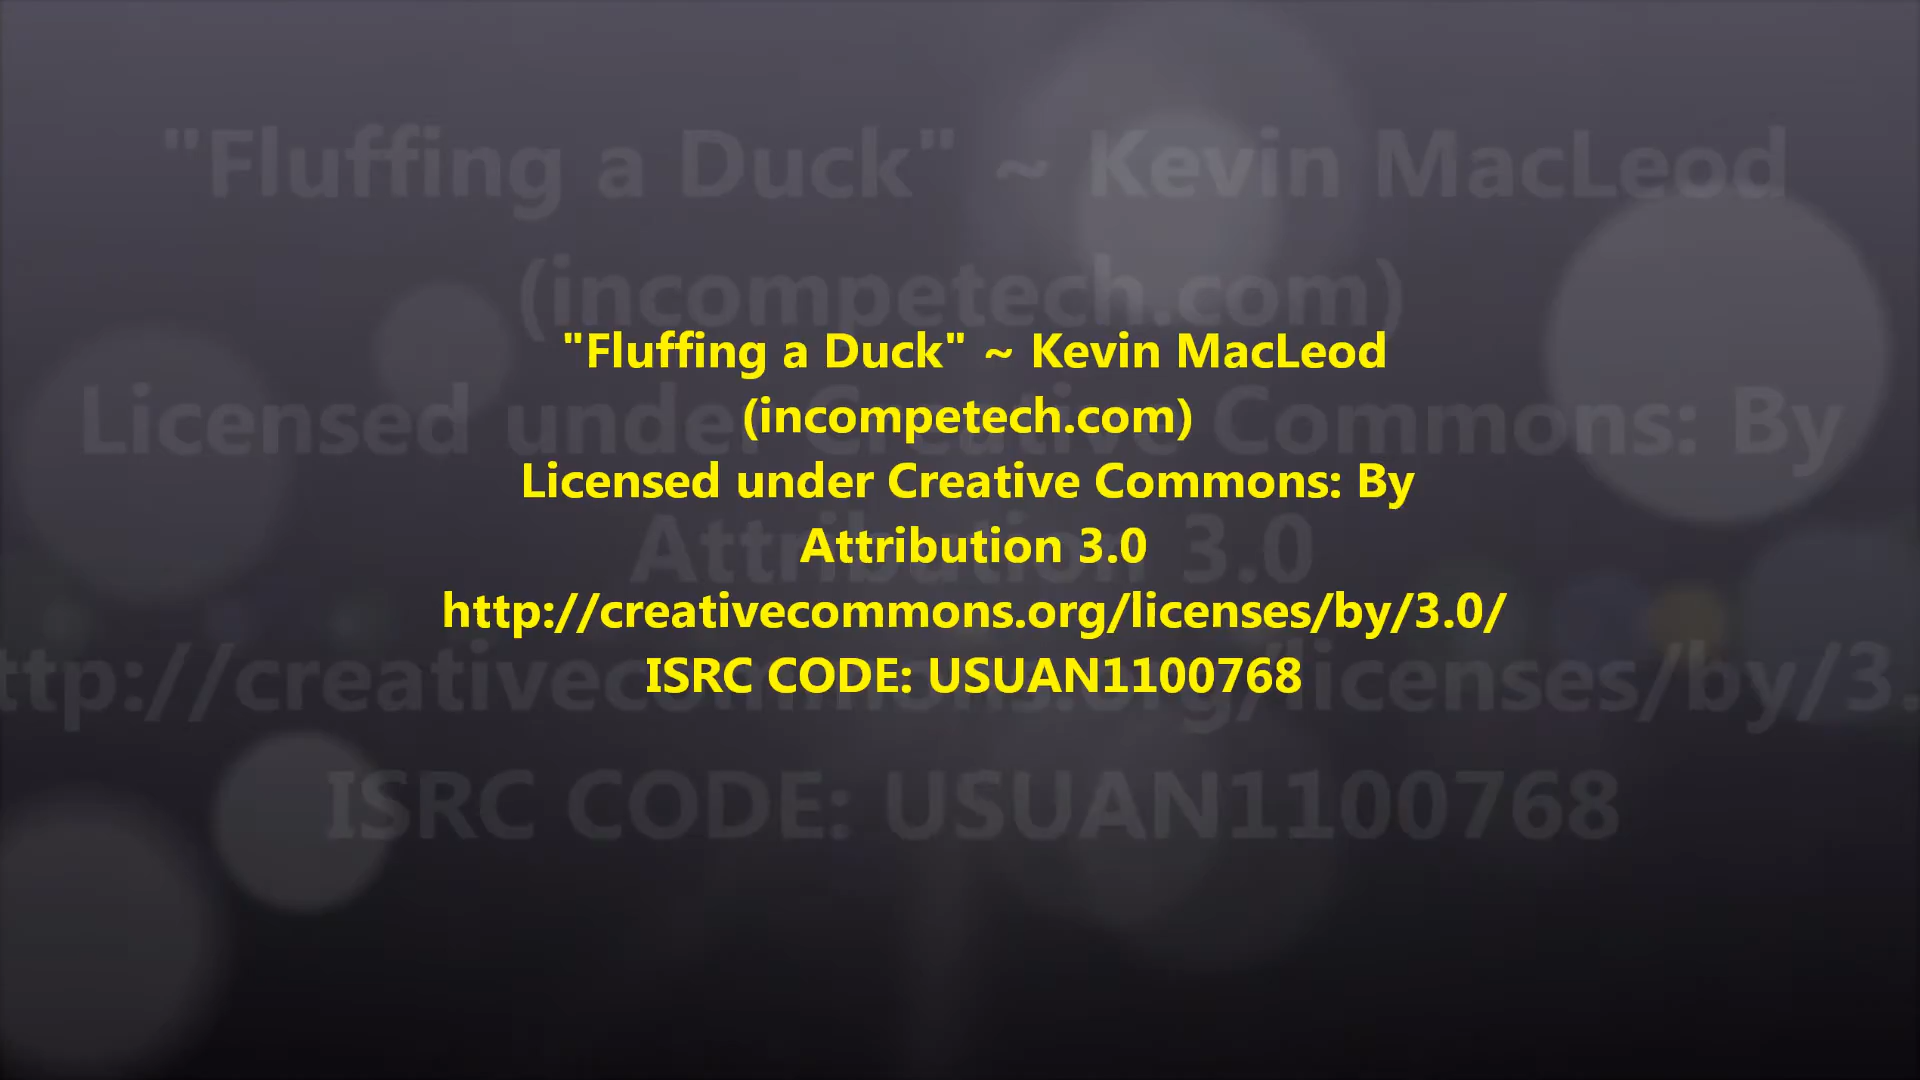 "Fluffing a Duck" ~ Kevin MacLeod
(incompetech.com)
Licensed under Creative Commons: By
Attribution 3.0
http://creativecommons.org/licenses/by/3.0/
ISRC CODE: USUAN1100768